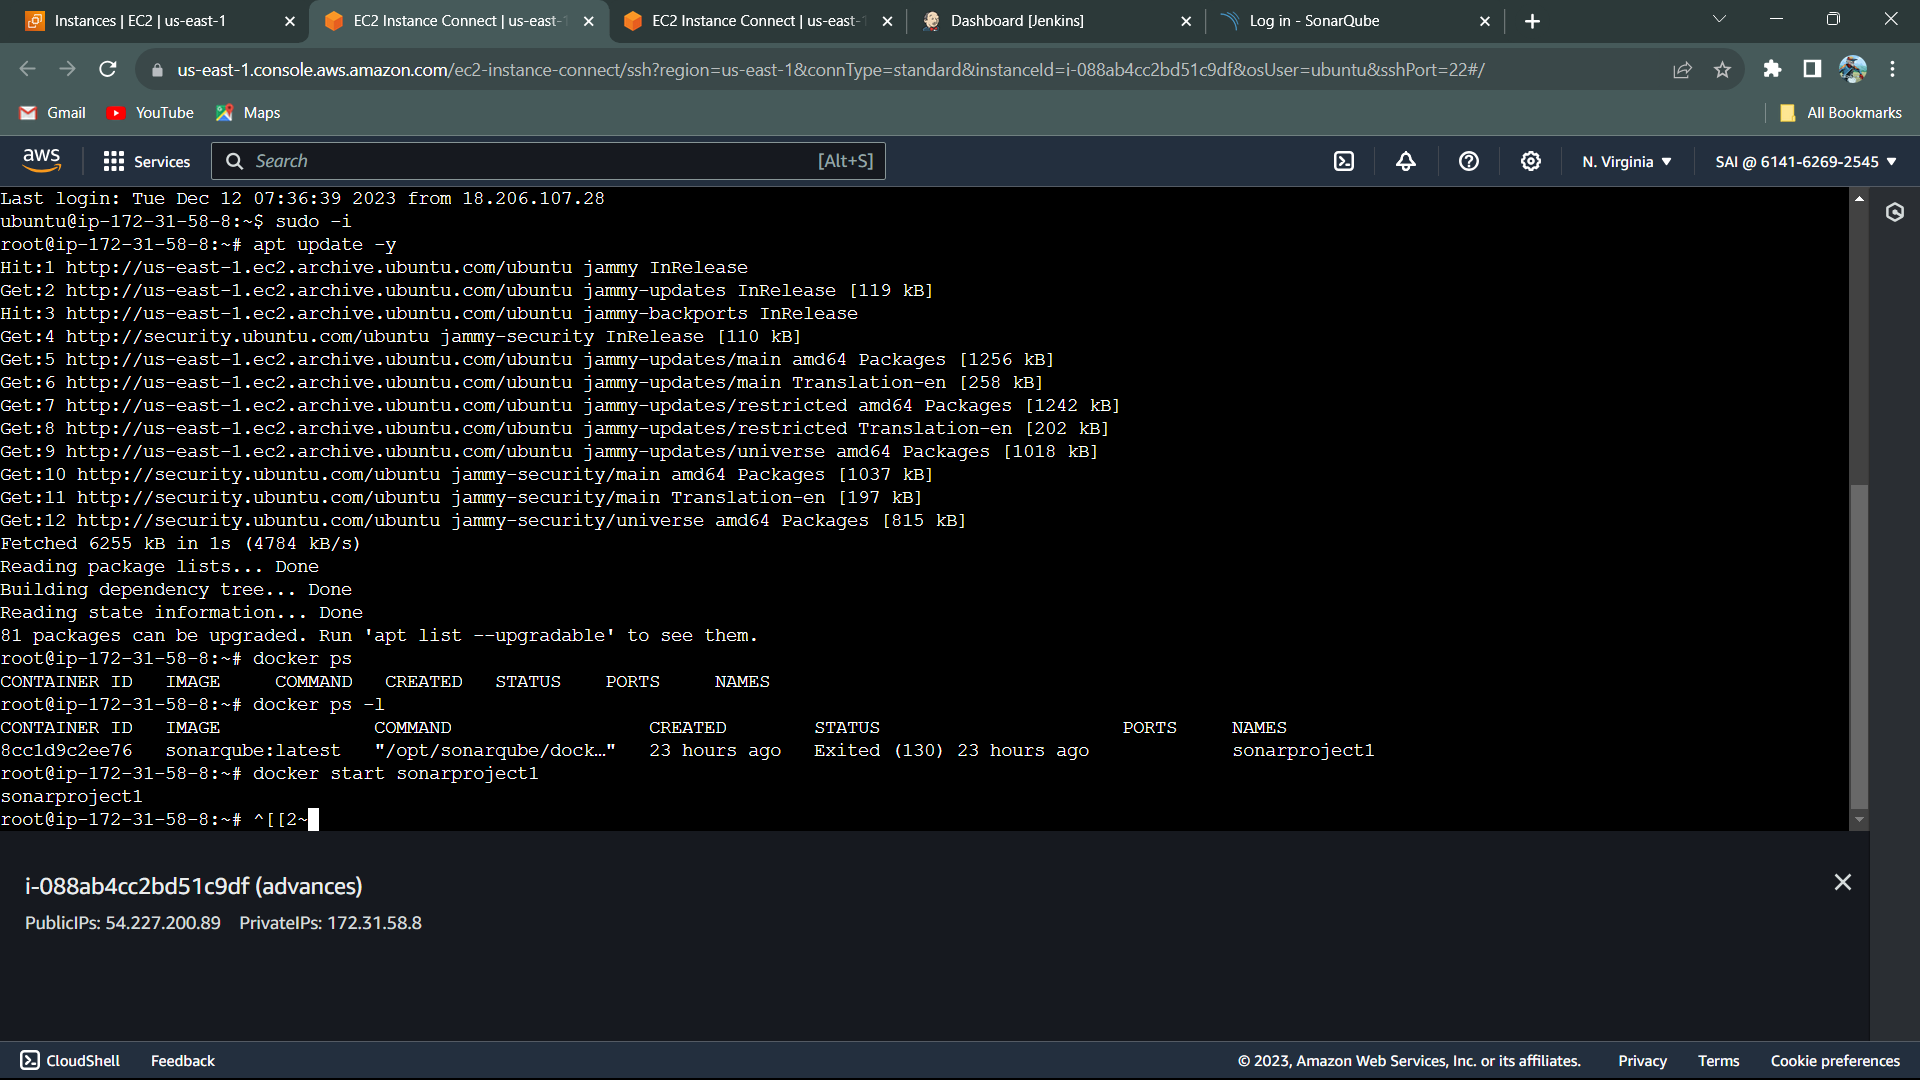 Instances | EC2 | us-east-1
EC2 Instance Connect | us-east-1
EC2 Instance Connect | us-east-1
Dashboard [Jenkins]
Log in - SonarQube
us-east-1.console.aws.amazon.com/ec2-instance-connect/ssh?region=us-east-1&connType=standard&instanceId=i-088ab4cc2bd51c9df&osUser=ubuntu&sshPort=22#/
Gmail YouTube Maps All Bookmarks
aws Services Search [Alt+S] N. Virginia ▼ SAI @ 6141-6269-2545 ▼
Last login: Tue Dec 12 07:36:39 2023 from 18.206.107.28
ubuntu@ip-172-31-58-8:~$ sudo -i
root@ip-172-31-58-8:~# apt update -y
Hit:1 http://us-east-1.ec2.archive.ubuntu.com/ubuntu jammy InRelease
Get:2 http://us-east-1.ec2.archive.ubuntu.com/ubuntu jammy-updates InRelease [119 kB]
Hit:3 http://us-east-1.ec2.archive.ubuntu.com/ubuntu jammy-backports InRelease
Get:4 http://security.ubuntu.com/ubuntu jammy-security InRelease [110 kB]
Get:5 http://us-east-1.ec2.archive.ubuntu.com/ubuntu jammy-updates/main amd64 Packages [1256 kB]
Get:6 http://us-east-1.ec2.archive.ubuntu.com/ubuntu jammy-updates/main Translation-en [258 kB]
Get:7 http://us-east-1.ec2.archive.ubuntu.com/ubuntu jammy-updates/restricted amd64 Packages [1242 kB]
Get:8 http://us-east-1.ec2.archive.ubuntu.com/ubuntu jammy-updates/restricted Translation-en [202 kB]
Get:9 http://us-east-1.ec2.archive.ubuntu.com/ubuntu jammy-updates/universe amd64 Packages [1018 kB]
Get:10 http://security.ubuntu.com/ubuntu jammy-security/main amd64 Packages [1037 kB]
Get:11 http://security.ubuntu.com/ubuntu jammy-security/main Translation-en [197 kB]
Get:12 http://security.ubuntu.com/ubuntu jammy-security/universe amd64 Packages [815 kB]
Fetched 6255 kB in 1s (4784 kB/s)
Reading package lists... Done
Building dependency tree... Done
Reading state information... Done
81 packages can be upgraded. Run 'apt list --upgradable' to see them.
root@ip-172-31-58-8:~# docker ps
CONTAINER ID   IMAGE     COMMAND   CREATED   STATUS    PORTS     NAMES
root@ip-172-31-58-8:~# docker ps -l
CONTAINER ID   IMAGE              COMMAND                  CREATED        STATUS                      PORTS     NAMES
8cc1d9c2ee76   sonarqube:latest   "/opt/sonarqube/dock…"   23 hours ago   Exited (130) 23 hours ago             sonarproject1
root@ip-172-31-58-8:~# docker start sonarproject1
sonarproject1
root@ip-172-31-58-8:~# ^[[2~
i-088ab4cc2bd51c9df (advances)
PublicIPs: 54.227.200.89 PrivateIPs: 172.31.58.8
CloudShell Feedback © 2023, Amazon Web Services, Inc. or its affiliates. Privacy Terms Cookie preferences